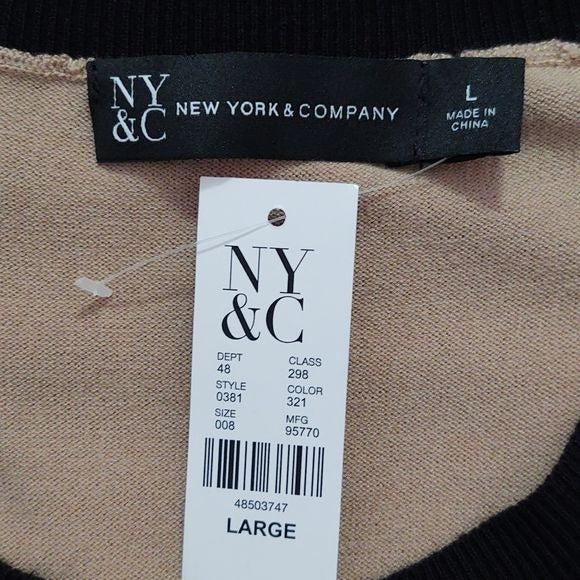 NY
&C NEW YORK & COMPANY
L
MADE IN
CHINA
NY
&C
DEPT CLASS
48 298
STYLE COLOR
0381 321
SIZE MFG
008 95770
48503747
LARGE